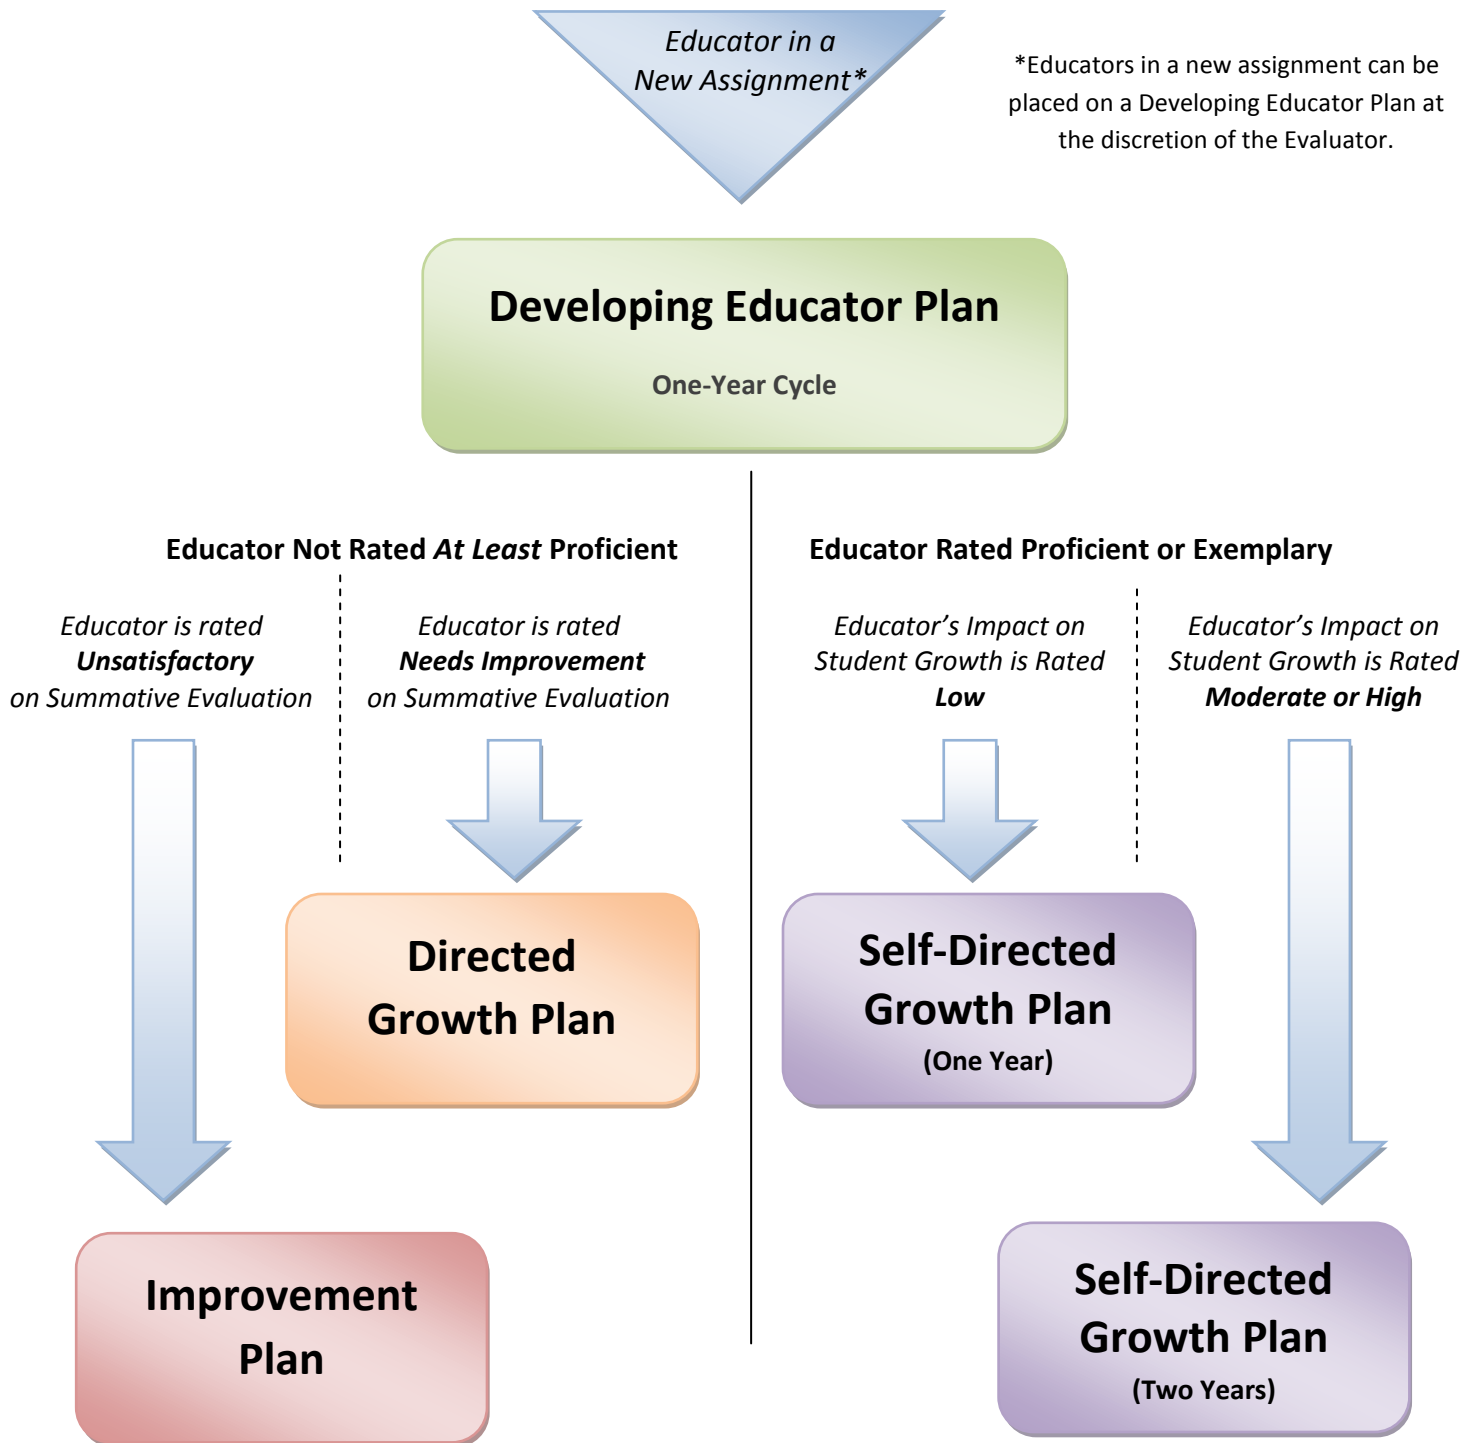 Educator in a
New Assignment*
*Educators in a new assignment can be
placed on a Developing Educator Plan at
the discretion of the Evaluator.
Developing Educator Plan
One-Year Cycle
Educator Not Rated At Least Proficient
Educator is rated
Unsatisfactory
on Summative Evaluation
Educator is rated
Needs Improvement
on Summative Evaluation
Educator Rated Proficient or Exemplary
Educator’s Impact on
Student Growth is Rated
Low
Educator’s Impact on
Student Growth is Rated
Moderate or High
Directed
Growth Plan
Self-Directed
Growth Plan
(One Year)
Improvement
Plan
Self-Directed
Growth Plan
(Two Years)